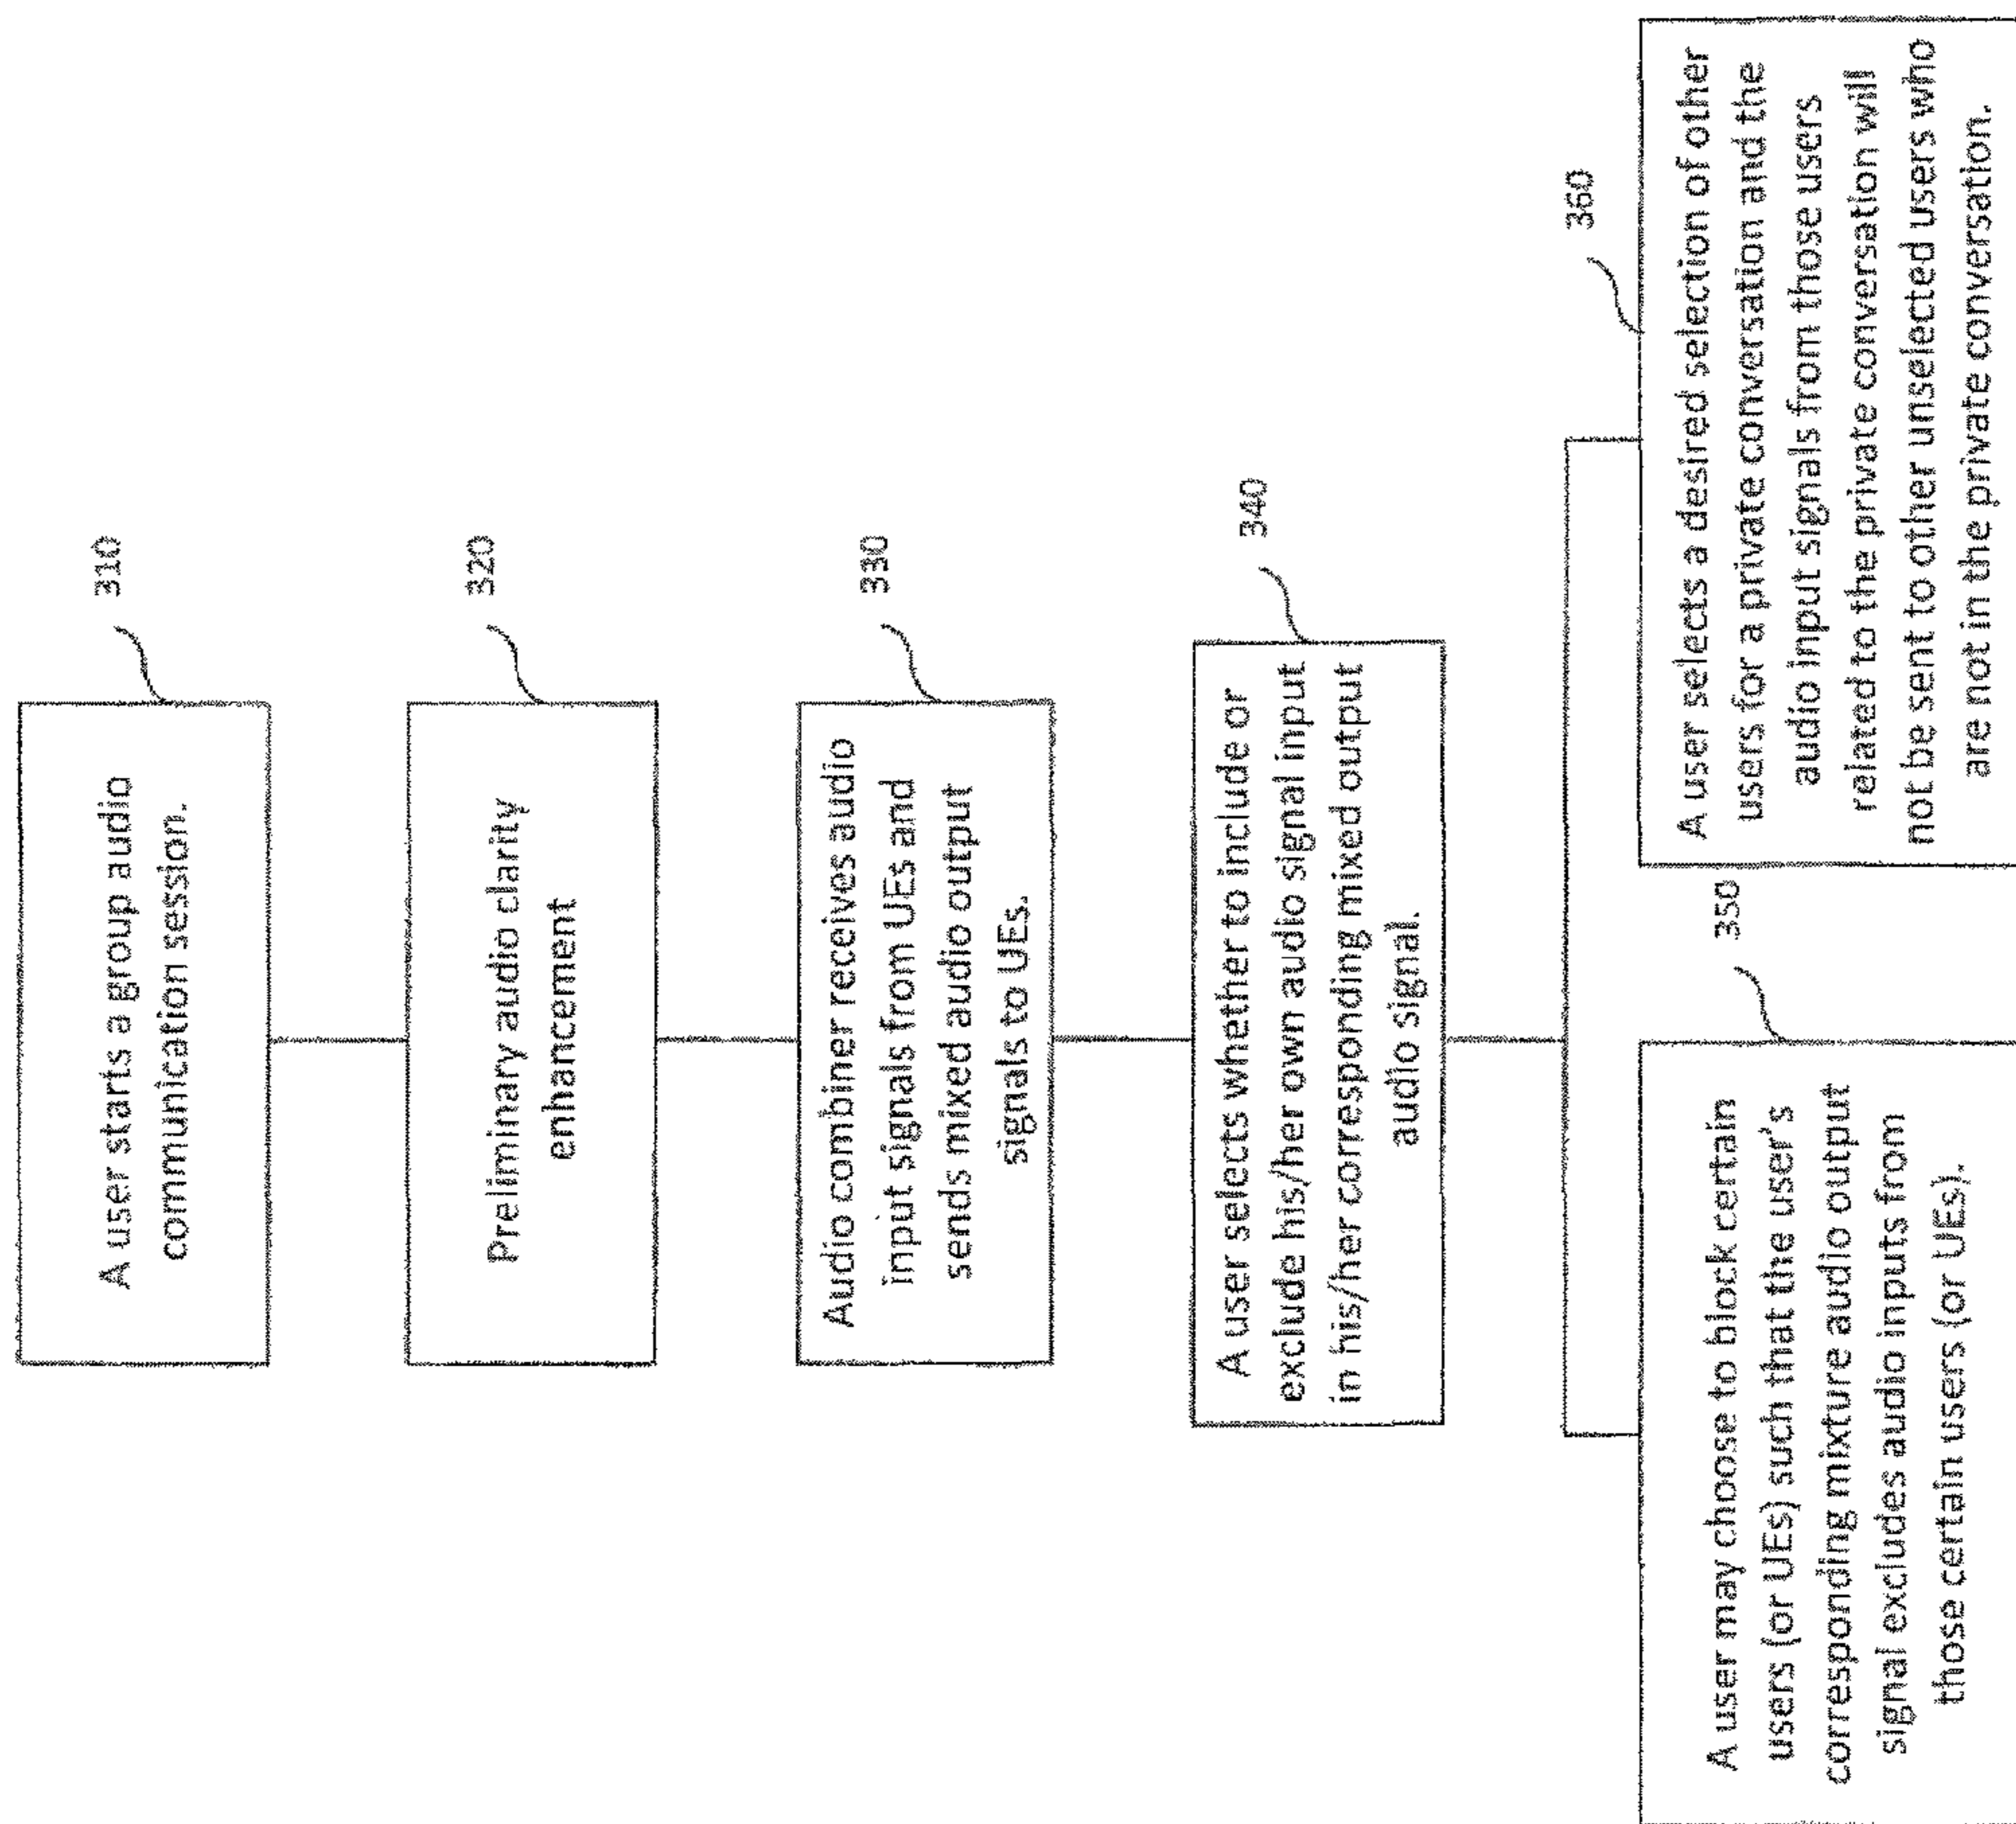 310
A user starts a group audio
communication session.
320
Preliminary audio clarity
enhancement
330
Audio combiner receives audio
input signals from UEs and
sends mixed audio output
signals to UEs.
340
A user selects whether to include or
exclude his/her own audio signal input
in his/her corresponding mixed output
audio signal.
350
A user may choose to block certain
users (or UEs) such that the user's
corresponding mixture audio output
signal excludes audio inputs from
those certain users (or UEs).
360
A user selects a desired selection of other
users for a private conversation and the
audio input signals from those users
related to the private conversation will
not be sent to other unselected users who
are not in the private conversation.